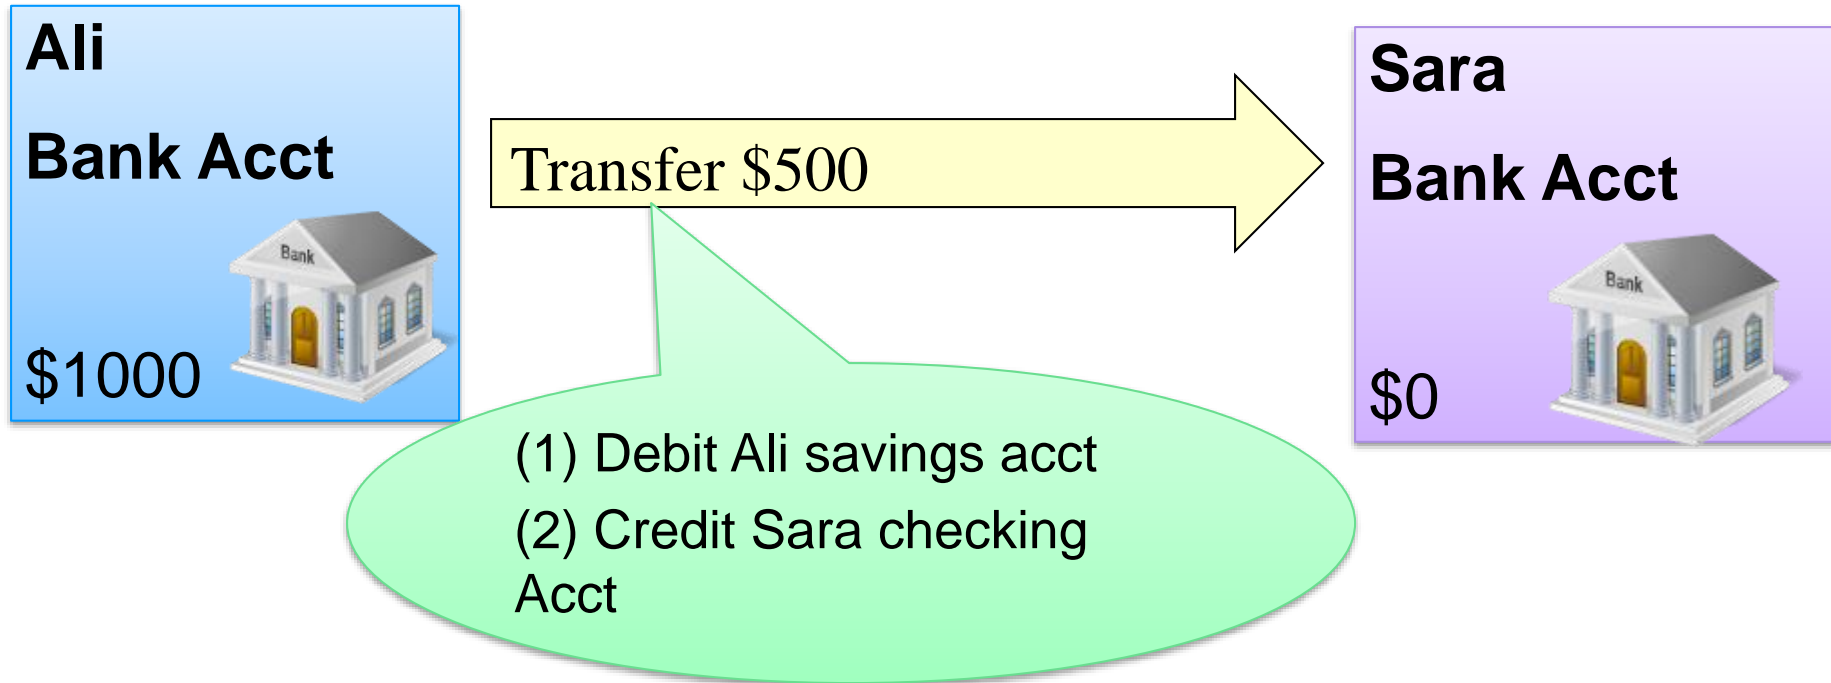 Ali
Bank Acct
Bank
$1000
Transfer $500
(1) Debit Ali savings acct
(2) Credit Sara checking
Acct
Sara
Bank Acct
Bank
$0